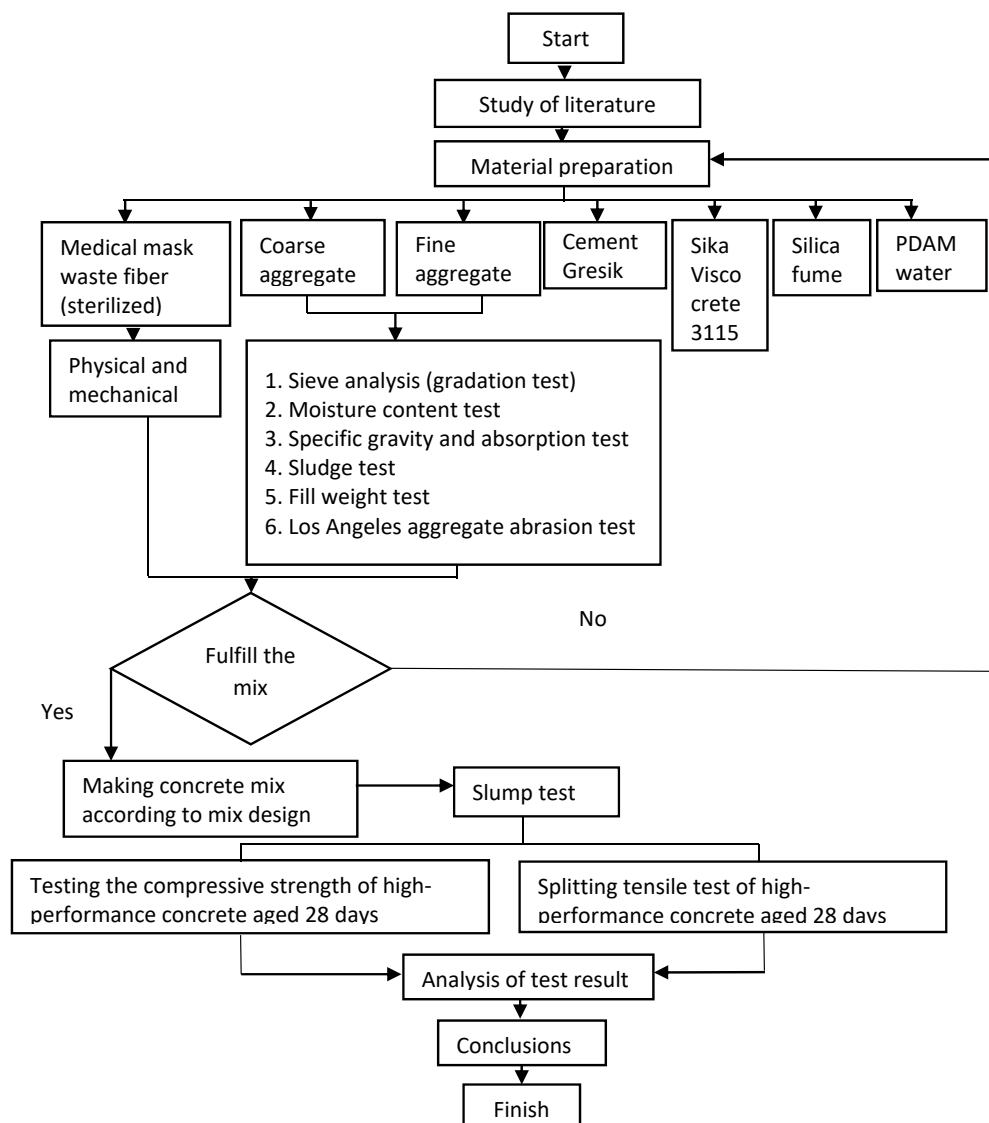 Start
Study of literature
Material preparation
Medical mask
waste fiber
(sterilized)
Coarse
aggregate
Fine
aggregate
Cement
Gresik
Sika
Visco
crete
3115
Silica
fume
PDAM
water
Physical and
mechanical
1. Sieve analysis (gradation test)
2. Moisture content test
3. Specific gravity and absorption test
4. Sludge test
5. Fill weight test
6. Los Angeles aggregate abrasion test
No
Fulfill the
mix
Yes
Making concrete mix
according to mix design
Slump test
Testing the compressive strength of high-
performance concrete aged 28 days
Splitting tensile test of high-
performance concrete aged 28 days
Analysis of test result
Conclusions
Finish